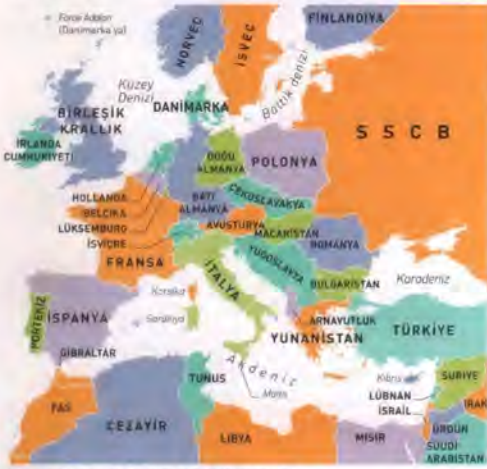 Faroe Adaları
(Danimarka'ya)
NORVEÇ
İSVEÇ
FİNLANDİYA
Kuzey
Denizi
Baltık denizi
DANİMARKA
BİRLEŞİK
KRALLIK
İRLANDA
CUMHURİYETİ
SSCB
DOĞU
ALMANYA
POLONYA
HOLLANDA
BELÇİKA
LÜKSEMBURG
İSVİÇRE
BATI
ALMANYA
ÇEKOSLAVAKYA
AVUSTURYA
MACARİSTAN
ROMANYA
FRANSA
İTALYA
YUGOSLAVYA
BULGARİSTAN
Karadeniz
Korsika
Sardinya
PORTEKİZ
İSPANYA
ARNAVUTLUK
YUNANİSTAN
TÜRKİYE
GİBRALTAR
Akdeniz
Malta
Kıbrıs
TUNUS
SURİYE
LÜBNAN
İSRAİL
IRAK
FAS
CEZAYİR
LİBYA
MISIR
ÜRDÜN
SUUDİ
ARABİSTAN